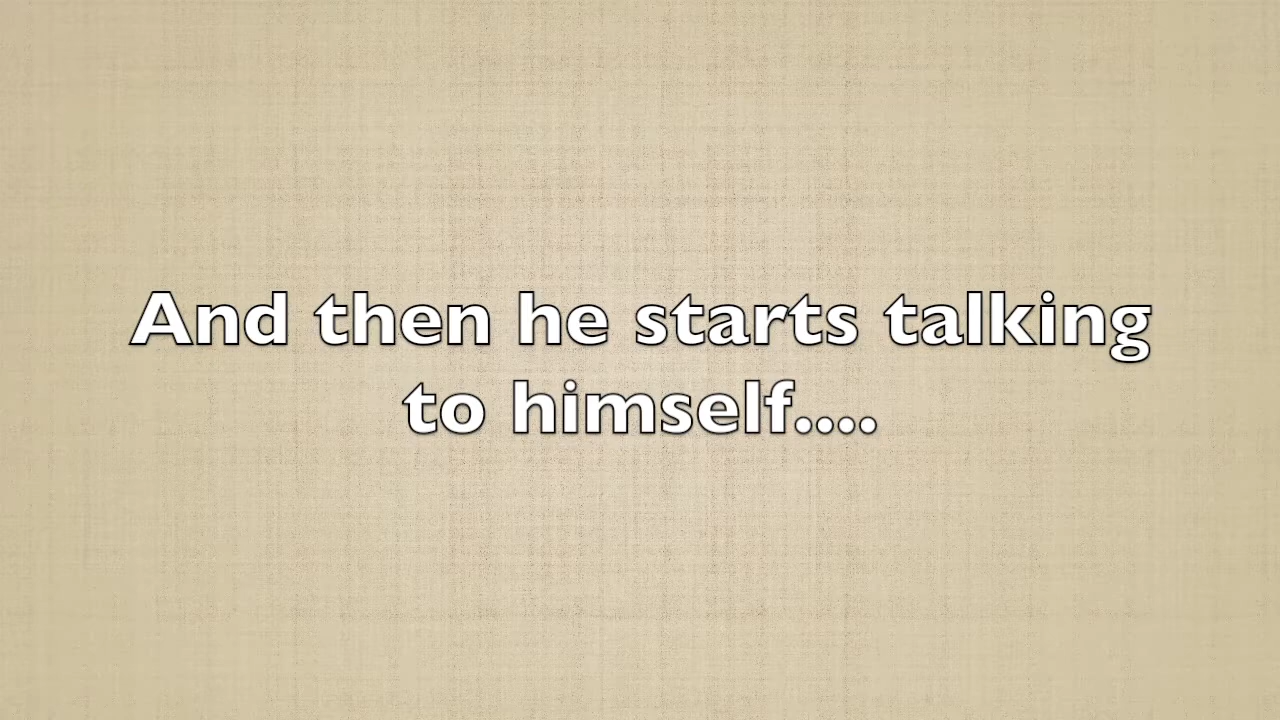 And then he starts talking
to himself....